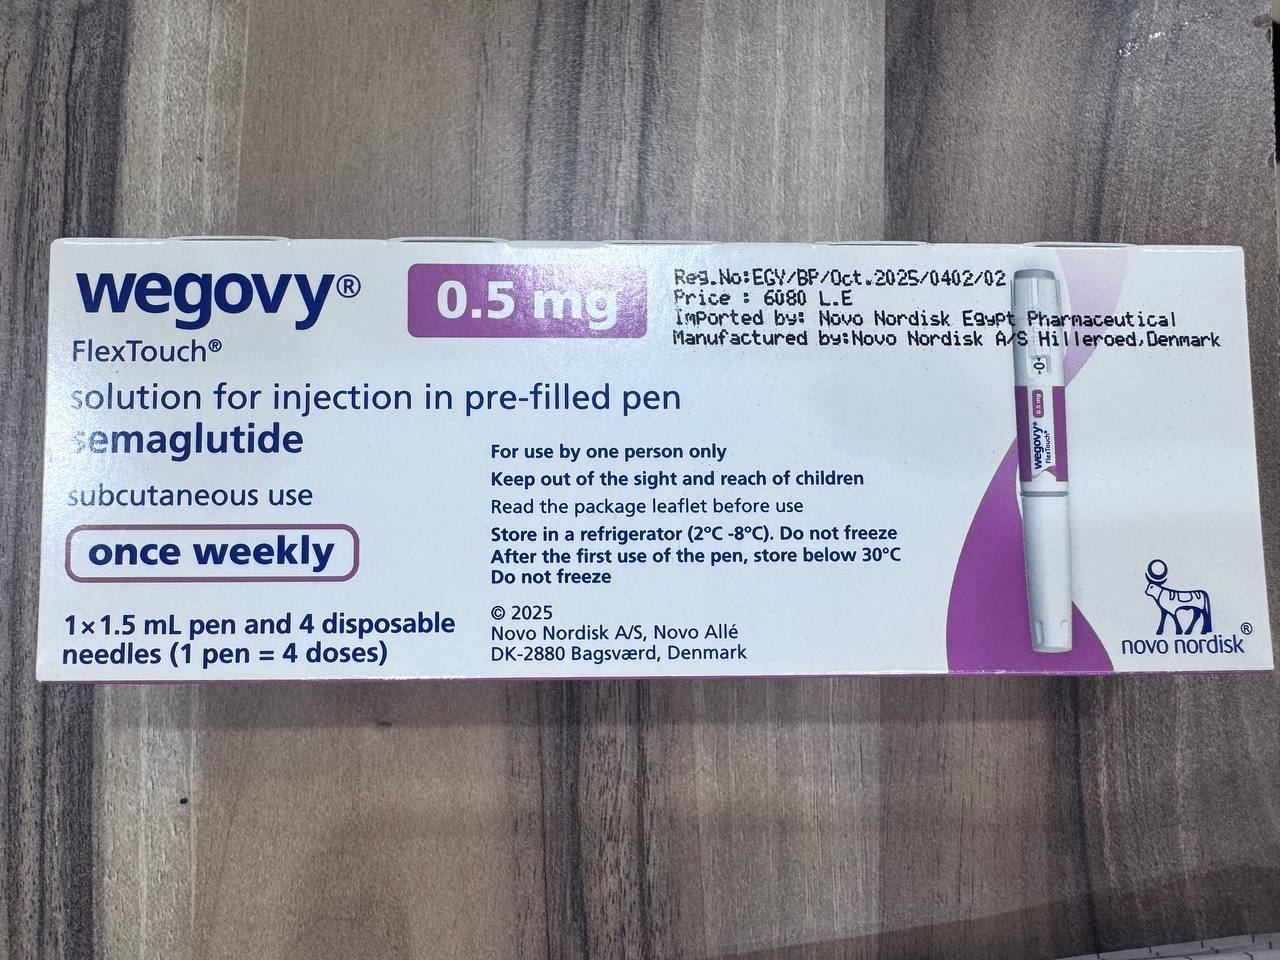 wegovy®
0.5 mg
FlexTouch®
solution for injection in pre-filled pen
semaglutide
subcutaneous use
once weekly
1×1.5 mL pen and 4 disposable
needles (1 pen = 4 doses)
Reg.No:EGY/BP/Oct.2025/0402/02
Price : 6080 L.E
Imported by: Novo Nordisk Egypt Pharmaceutical
Manufactured by:Novo Nordisk A/S Hilleroed,Denmark
For use by one person only
Keep out of the sight and reach of children
Read the package leaflet before use
Store in a refrigerator (2°C -8°C). Do not freeze
After the first use of the pen, store below 30°C
Do not freeze
© 2025
Novo Nordisk A/S, Novo Allé
DK-2880 Bagsværd, Denmark
-0-
wegovy®
FlexTouch®
0.5 mg
novo nordisk®